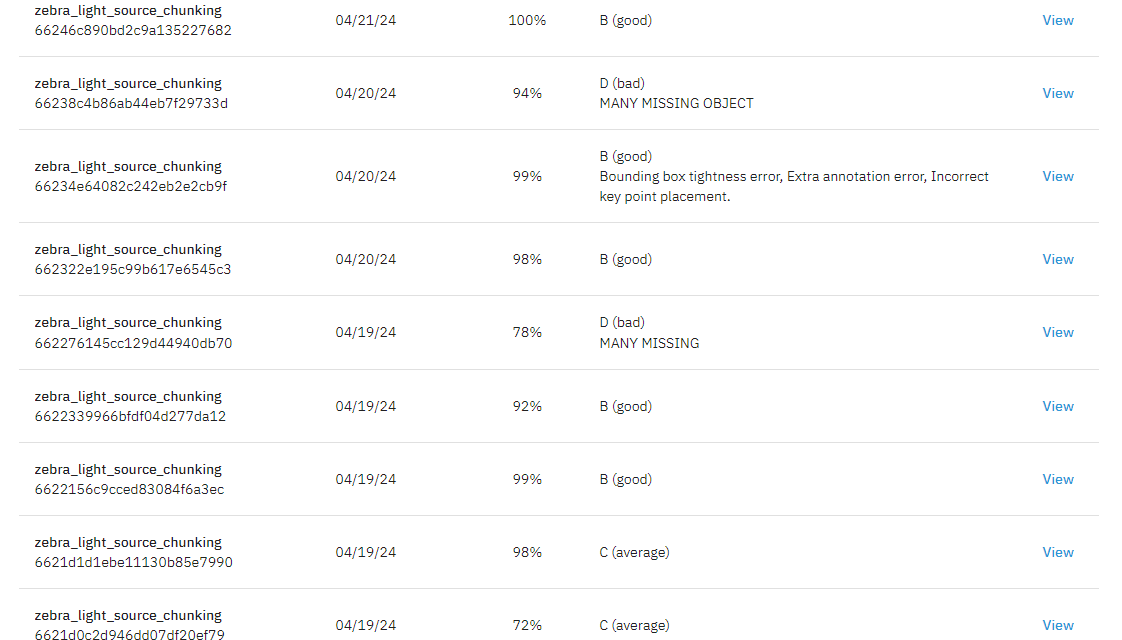 zebra_light_source_chunking
66246c890bd2c9a135227682
04/21/24
100%
B (good)
View
zebra_light_source_chunking
66238c4b86ab44eb7f29733d
04/20/24
94%
D (bad)
MANY MISSING OBJECT
View
zebra_light_source_chunking
66234e64082c242eb2e2cb9f
04/20/24
99%
B (good)
Bounding box tightness error, Extra annotation error, Incorrect
key point placement.
View
zebra_light_source_chunking
662322e195c99b617e6545c3
04/20/24
98%
B (good)
View
zebra_light_source_chunking
662276145cc129d44940db70
04/19/24
78%
D (bad)
MANY MISSING
View
zebra_light_source_chunking
6622339966bfdf04d277da12
04/19/24
92%
B (good)
View
zebra_light_source_chunking
6622156c9cced83084f6a3ec
04/19/24
99%
B (good)
View
zebra_light_source_chunking
6621d1d1ebe11130b85e7990
04/19/24
98%
C (average)
View
zebra_light_source_chunking
6621d0c2d946dd07df20ef79
04/19/24
72%
C (average)
View